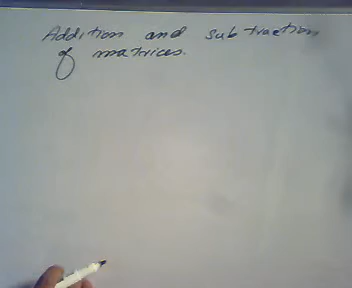 Addition and subtraction
of matrices.